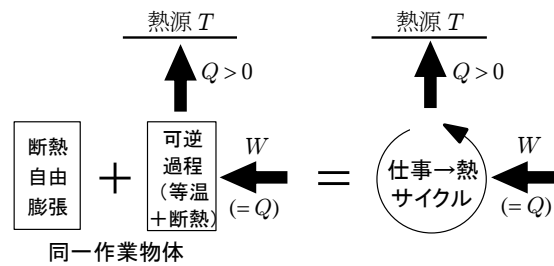 熱源 T
熱源 T
Q > 0
Q > 0
断熱
自由
膨張
+
可逆
過程
(等温
+断熱)
W
(= Q)
=
仕事→熱
サイクル
W
(= Q)
同一作業物体